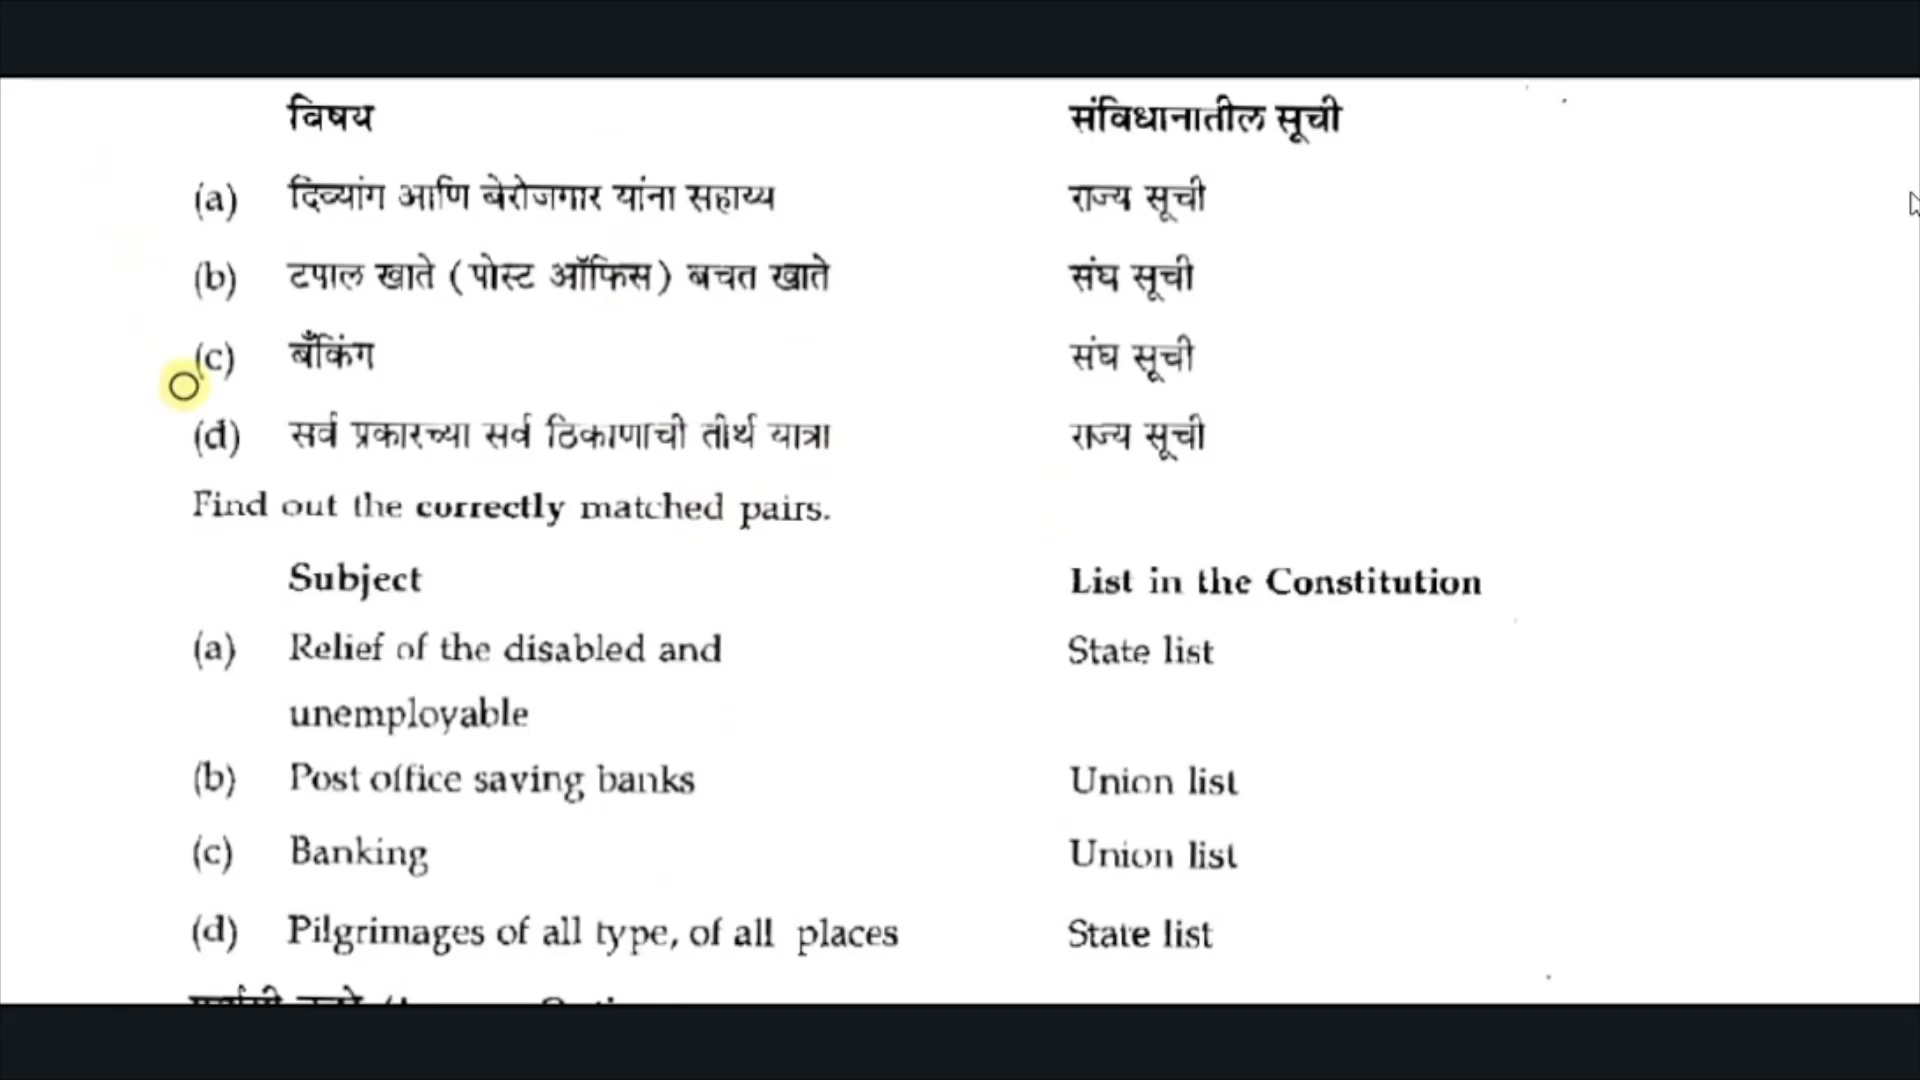 विषय संविधानातील सूची
(a) दिव्यांग आणि बेरोजगार यांना सहाय्य राज्य सूची
(b) टपाल खाते (पोस्ट ऑफिस) बचत खाते संघ सूची
(c) बँकिंग संघ सूची
(d) सर्व प्रकारच्या सर्व ठिकाणाची तीर्थ यात्रा राज्य सूची
Find out the correctly matched pairs.
Subject List in the Constitution
(a) Relief of the disabled and State list
unemployable
(b) Post office saving banks Union list
(c) Banking Union list
(d) Pilgrimages of all type, of all places State list